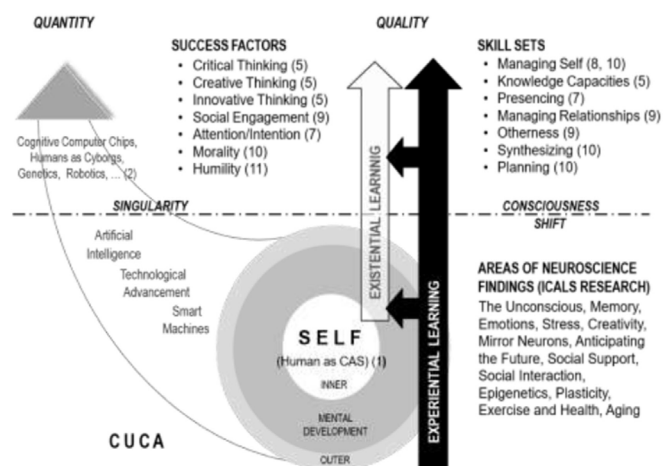 QUANTITY
QUALITY
SUCCESS FACTORS
• Critical Thinking (5)
• Creative Thinking (5)
• Innovative Thinking (5)
• Social Engagement (9)
• Attention/Intention (7)
• Morality (10)
• Humility (11)
SKILL SETS
• Managing Self (8, 10)
• Knowledge Capacities (5)
• Presencing (7)
• Managing Relationships (9)
• Otherness (9)
• Synthesizing (10)
• Planning (10)
Cognitive Computer Chips,
Humans as Cyborgs,
Genetics, Robotics, ... (2)
SINGULARITY
CONSCIOUSNESS
SHIFT
Artificial
Intelligence
Technological
Advancement
Smart
Machines
EXISTENTIAL LEARNNIG
EXPERIENTIAL LEARNING
SELF
(Human as CAS) (1)
INNER
MENTAL
DEVELOPMENT
OUTER
CUCA
AREAS OF NEUROSCIENCE
FINDINGS (ICALS RESEARCH)
The Unconscious, Memory,
Emotions, Stress, Creativity,
Mirror Neurons, Anticipating
the Future, Social Support,
Social Interaction,
Epigenetics, Plasticity,
Exercise and Health, Aging